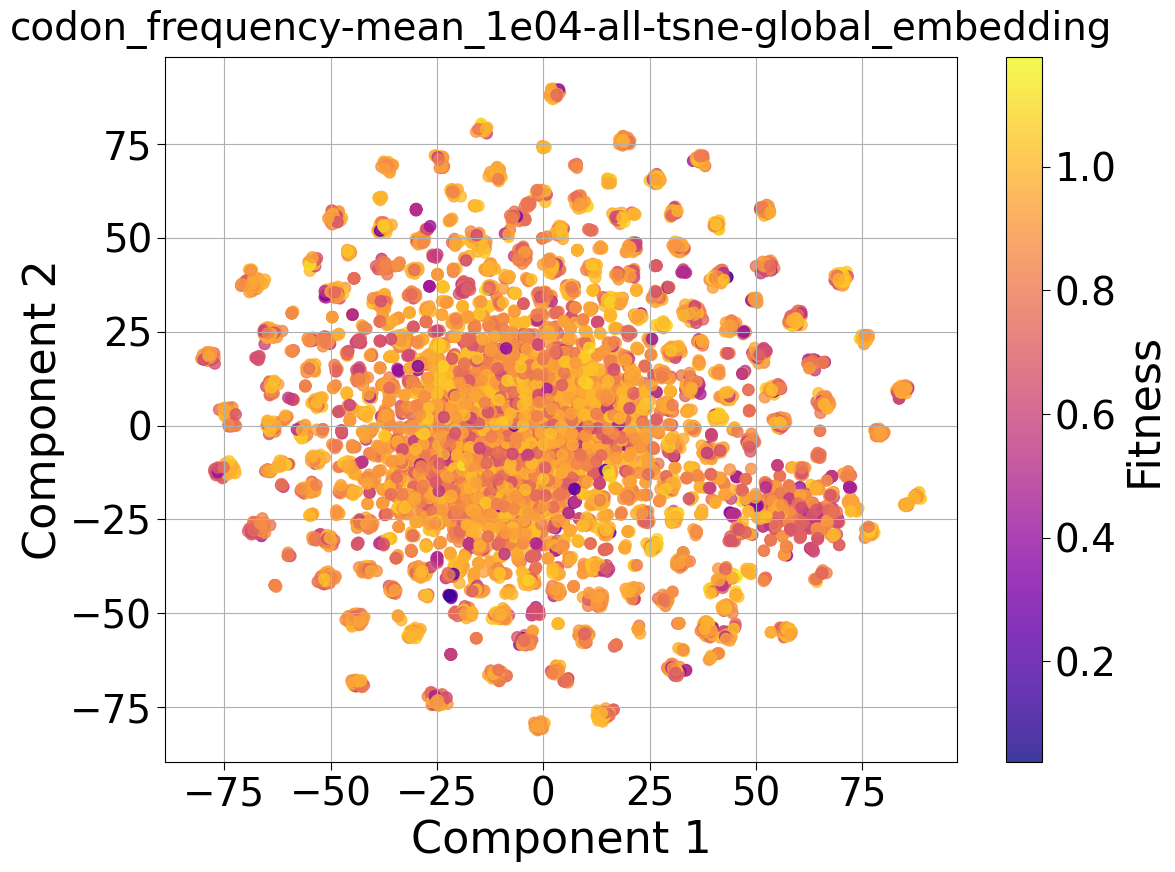 codon_frequency-mean_1e04-all-tsne-global_embedding
75
50
25
0
−25
−50
−75
−75 −50 −25 0 25 50 75
Component 1
Component 2
1.0
0.8
0.6
0.4
0.2
Fitness